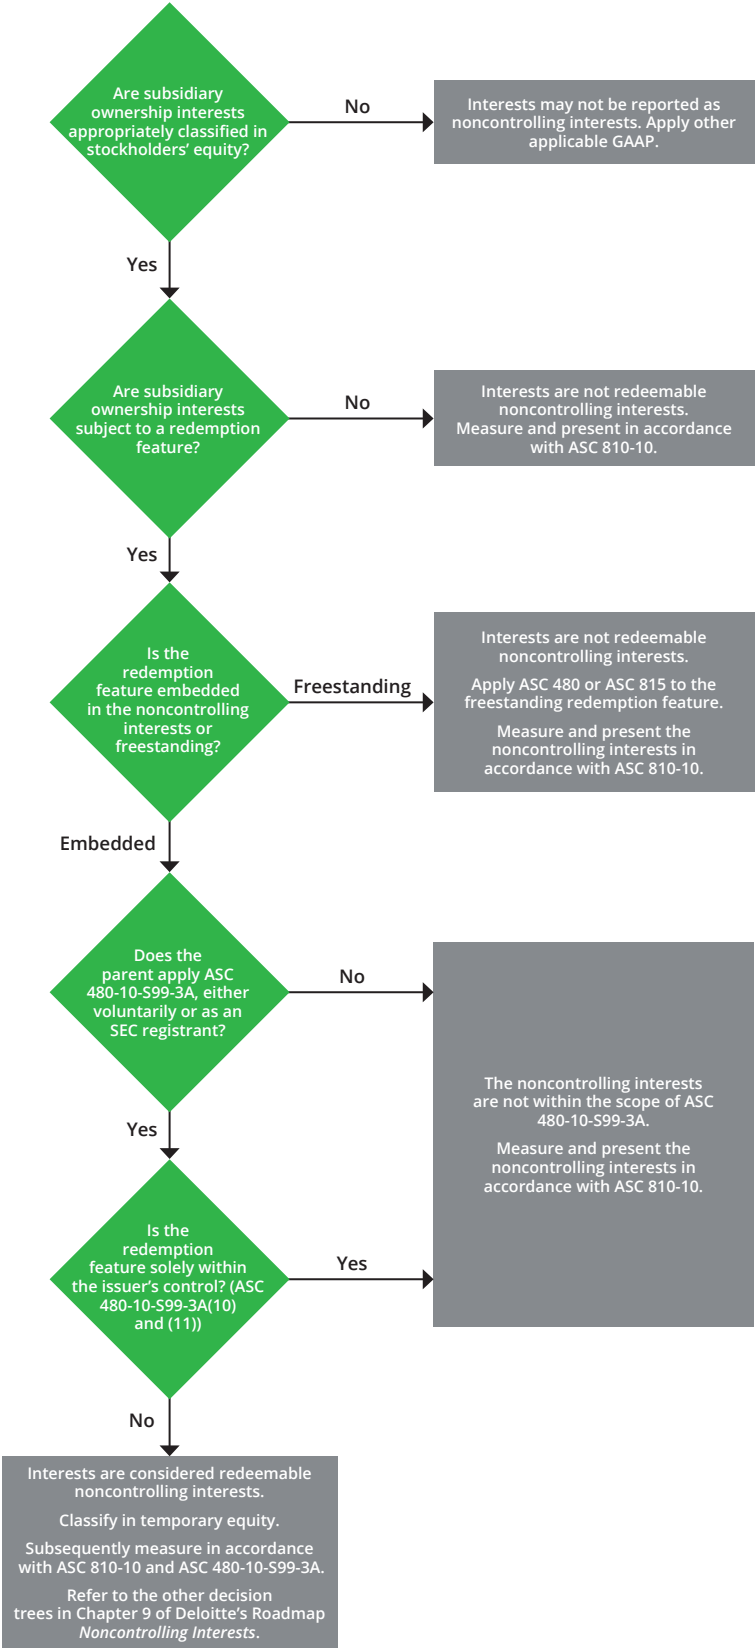 Are subsidiary
ownership interests
appropriately classified in
stockholders’ equity?
No
Interests may not be reported as
noncontrolling interests. Apply other
applicable GAAP.
Yes
Are subsidiary
ownership interests
subject to a redemption
feature?
No
Interests are not redeemable
noncontrolling interests.
Measure and present in accordance
with ASC 810-10.
Yes
Is the
redemption
feature embedded
in the noncontrolling
interests or
freestanding?
Freestanding
Interests are not redeemable
noncontrolling interests.
Apply ASC 480 or ASC 815 to the
freestanding redemption feature.
Measure and present the
noncontrolling interests in
accordance with ASC 810-10.
Embedded
Does the
parent apply ASC
480-10-S99-3A, either
voluntarily or as an
SEC registrant?
No
The noncontrolling interests
are not within the scope of ASC
480-10-S99-3A.
Measure and present the
noncontrolling interests in
accordance with ASC 810-10.
Yes
Is the
redemption
feature solely within
the issuer’s control? (ASC
480-10-S99-3A(10)
and (11))
Yes
No
Interests are considered redeemable
noncontrolling interests.
Classify in temporary equity.
Subsequently measure in accordance
with ASC 810-10 and ASC 480-10-S99-3A.
Refer to the other decision
trees in Chapter 9 of Deloitte’s Roadmap
Noncontrolling Interests.